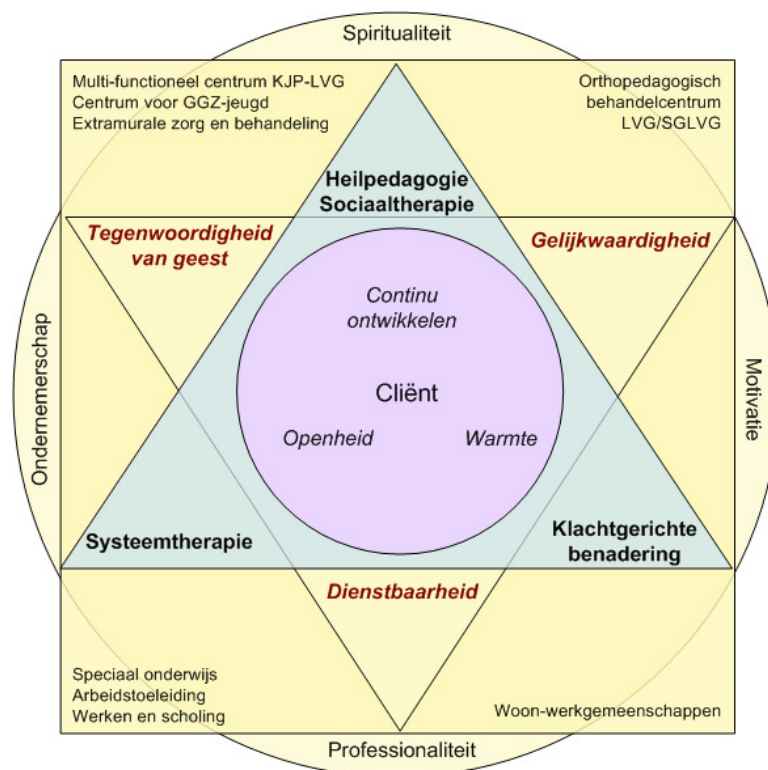 Spiritualiteit
Multi-functioneel centrum KJP-LVG
Centrum voor GGZ-jeugd
Extramurale zorg en behandeling
Orthopedagogisch
behandelcentrum
LVG/SGLVG
Heilpedagogie
Sociaaltherapie
Tegenwoordigheid
van geest
Gelijkwaardigheid
Continu
ontwikkelen
Cliënt
Openheid
Warmte
Ondernemerschap
Motivatie
Systeemtherapie
Klachtgerichte
benadering
Dienstbaarheid
Speciaal onderwijs
Arbeidstoeleiding
Werken en scholing
Woon-werkgemeenschappen
Professionaliteit